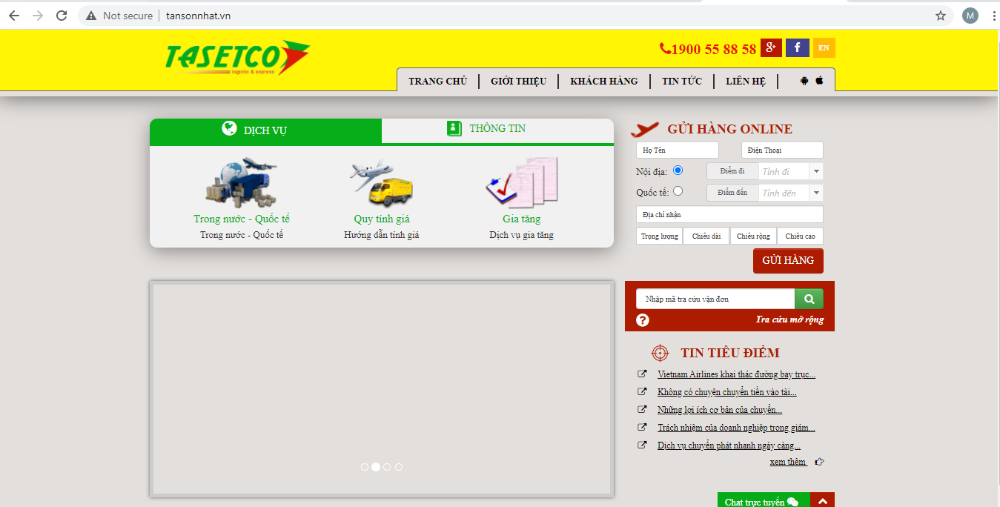 Not secure
tansonnhat.vn
M
TASETCO
logistic & express
1900 55 88 58
g+
f
EN
TRANG CHỦ
GIỚI THIỆU
KHÁCH HÀNG
TIN TỨC
LIÊN HỆ
DỊCH VỤ
THÔNG TIN
Trong nước - Quốc tế
Trong nước - Quốc tế
Quy tính giá
Hướng dẫn tính giá
Gia tăng
Dịch vụ gia tăng
GỬI HÀNG ONLINE
Họ Tên
Điện Thoại
Nội địa:
Điểm đi
Tỉnh đi
Quốc tế:
Điểm đến
Tỉnh đến
Địa chỉ nhận
Trọng lượng
Chiều dài
Chiều rộng
Chiều cao
GỬI HÀNG
Nhập mã tra cứu vận đơn
?
Tra cứu mở rộng
TIN TIÊU ĐIỂM
Vietnam Airlines khai thác đường bay trục...
Không có chuyện chuyển tiền vào tài...
Những lợi ích cơ bản của chuyển...
Trách nhiệm của doanh nghiệp trong giám...
Dịch vụ chuyển phát nhanh ngày càng...
xem thêm
Chat trực tuyến